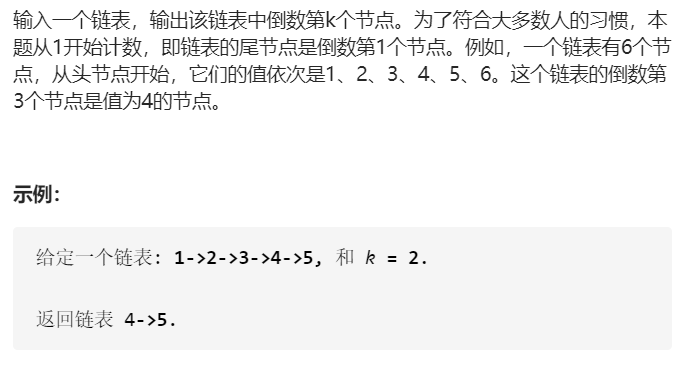 输入一个链表，输出该链表中倒数第k个节点。为了符合大多数人的习惯，本
题从1开始计数，即链表的尾节点是倒数第1个节点。例如，一个链表有6个节
点，从头节点开始，它们的值依次是1、2、3、4、5、6。这个链表的倒数第
3个节点是值为4的节点。
示例：
给定一个链表: 1->2->3->4->5, 和 k = 2.
返回链表 4->5.